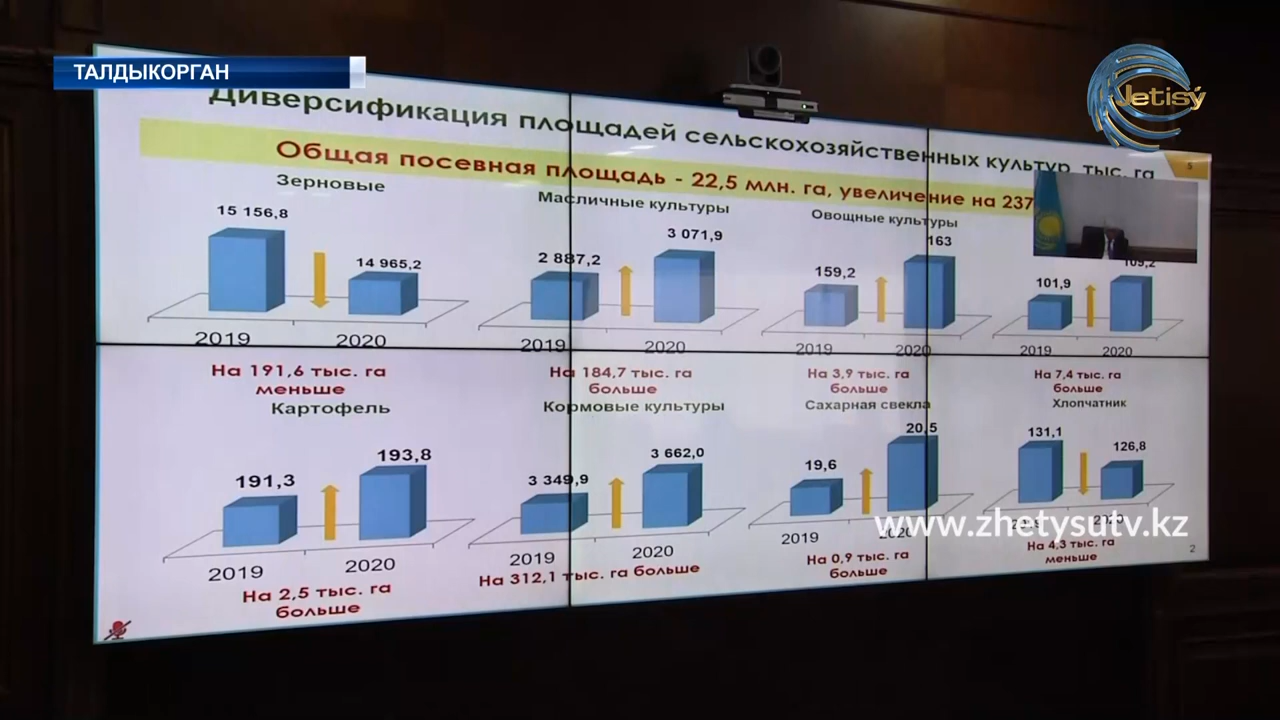 ТАЛДЫКОРГАН
Jetisý
Диверсификация площадей сельскохозяйственных культур, тыс. га
5
Общая посевная площадь - 22,5 млн. га, увеличение на 237
Зерновые
15 156,8
14 965,2
2019
2020
На 191,6 тыс. га
меньше
Масличные культуры
2 887,2
3 071,9
2019
2020
На 184,7 тыс. га
больше
Овощные культуры
159,2
163
2019
2020
На 3,9 тыс. га
больше
101,9
109,2
2019
2020
На 7,4 тыс. га
больше
Картофель
191,3
193,8
2019
2020
На 2,5 тыс. га
больше
Кормовые культуры
3 349,9
3 662,0
2019
2020
На 312,1 тыс. га больше
Сахарная свекла
19,6
20,5
2019
2020
На 0,9 тыс. га
больше
Хлопчатник
131,1
126,8
На 4,3 тыс. га
меньше
www.zhetysutv.kz
2